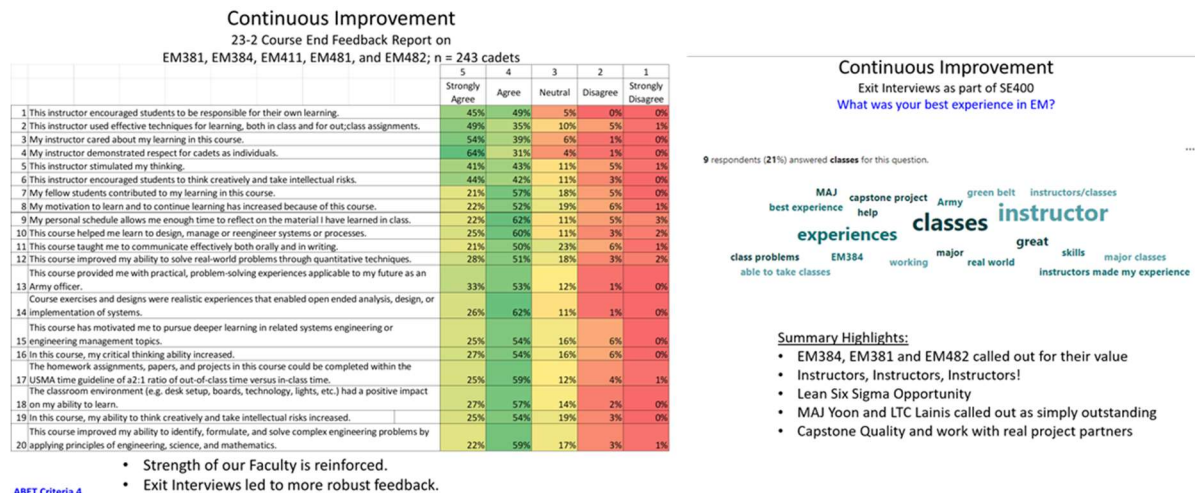 Continuous Improvement
23-2 Course End Feedback Report on
EM381, EM384, EM411, EM481, and EM482; n = 243 cadets
5 4 3 2 1
Strongly Agree Agree Neutral Disagree Strongly Disagree
1 This instructor encouraged students to be responsible for their own learning. 45% 49% 5% 0% 0%
2 This instructor used effective techniques for learning, both in class and for out;class assignments. 49% 35% 10% 5% 1%
3 My instructor cared about my learning in this course. 54% 39% 6% 1% 0%
4 My instructor demonstrated respect for cadets as individuals. 64% 31% 4% 1% 0%
5 This instructor stimulated my thinking. 41% 43% 11% 5% 1%
6 This instructor encouraged students to think creatively and take intellectual risks. 44% 42% 11% 3% 0%
7 My fellow students contributed to my learning in this course. 21% 57% 18% 5% 0%
8 My motivation to learn and to continue learning has increased because of this course. 22% 52% 19% 6% 1%
9 My personal schedule allows me enough time to reflect on the material I have learned in class. 22% 62% 11% 5% 3%
10 This course helped me learn to design, manage or reengineer systems or processes. 25% 60% 11% 3% 2%
11 This course taught me to communicate effectively both orally and in writing. 21% 50% 23% 6% 1%
12 This course improved my ability to solve real-world problems through quantitative techniques. 28% 51% 18% 3% 2%
This course provided me with practical, problem-solving experiences applicable to my future as an
13 Army officer. 33% 53% 12% 1% 0%
Course exercises and designs were realistic experiences that enabled open ended analysis, design, or
14 implementation of systems. 26% 62% 11% 1% 0%
This course has motivated me to pursue deeper learning in related systems engineering or
15 engineering management topics. 25% 54% 16% 6% 0%
16 In this course, my critical thinking ability increased. 27% 54% 16% 6% 0%
The homework assignments, papers, and projects in this course could be completed within the
17 USMA time guideline of a2:1 ratio of out-of-class time versus in-class time. 25% 59% 12% 4% 1%
The classroom environment (e.g. desk setup, boards, technology, lights, etc.) had a positive impact
18 on my ability to learn. 27% 57% 14% 2% 0%
19 In this course, my ability to think creatively and take intellectual risks increased. 25% 54% 19% 3% 0%
This course improved my ability to identify, formulate, and solve complex engineering problems by
20 applying principles of engineering, science, and mathematics. 22% 59% 17% 3% 1%
• Strength of our Faculty is reinforced.
• Exit Interviews led to more robust feedback.
ABET Criteria 4
Continuous Improvement
Exit Interviews as part of SE400
What was your best experience in EM?
...
9 respondents (21%) answered classes for this question.
MAJ capstone project green belt instructors/classes
best experience help Army
classes instructor
experiences great
class problems EM384 major skills major classes
able to take classes working real world instructors made my experience
Summary Highlights:
• EM384, EM381 and EM482 called out for their value
• Instructors, Instructors, Instructors!
• Lean Six Sigma Opportunity
• MAJ Yoon and LTC Lainis called out as simply outstanding
• Capstone Quality and work with real project partners